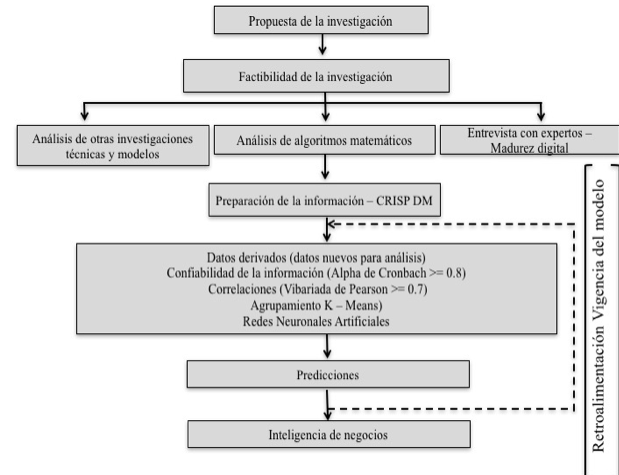 Propuesta de la investigación
Factibilidad de la investigación
Análisis de otras investigaciones
técnicas y modelos
Análisis de algoritmos matemáticos
Entrevista con expertos –
Madurez digital
Preparación de la información – CRISP DM
Datos derivados (datos nuevos para análisis)
Confiabilidad de la información (Alpha de Cronbach >= 0.8)
Correlaciones (Vibariada de Pearson >= 0.7)
Agrupamiento K – Means)
Redes Neuronales Artificiales
Predicciones
Inteligencia de negocios
Retroalimentación Vigencia del modelo